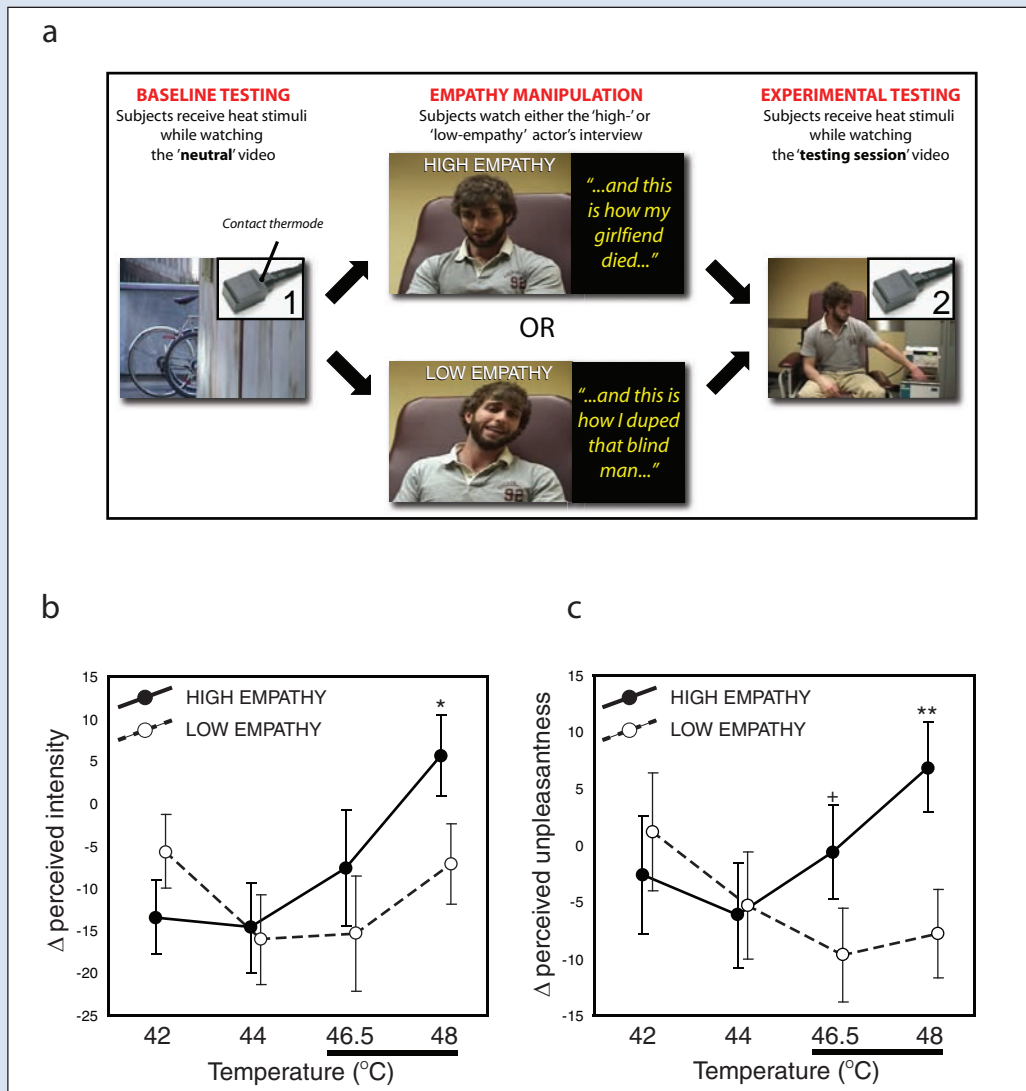 a
BASELINE TESTING
Subjects receive heat stimuli
while watching
the 'neutral' video
Contact thermode
1
EMPATHY MANIPULATION
Subjects watch either the 'high-' or
'low-empathy' actor's interview
HIGH EMPATHY
"...and this
is how my
girlfiend
died..."
92
OR
LOW EMPATHY
"...and this is
how I duped
that blind
man..."
92
EXPERIMENTAL TESTING
Subjects receive heat stimuli
while watching
the 'testing session' video
2
b
Δ perceived intensity
15
10
5
0
-5
-10
-15
-20
-25
HIGH EMPATHY
LOW EMPATHY
*
42 44 46.5 48
Temperature (°C)
c
Δ perceived unpleasantness
15
10
5
0
-5
-10
-15
HIGH EMPATHY
LOW EMPATHY
+
**
42 44 46.5 48
Temperature (°C)